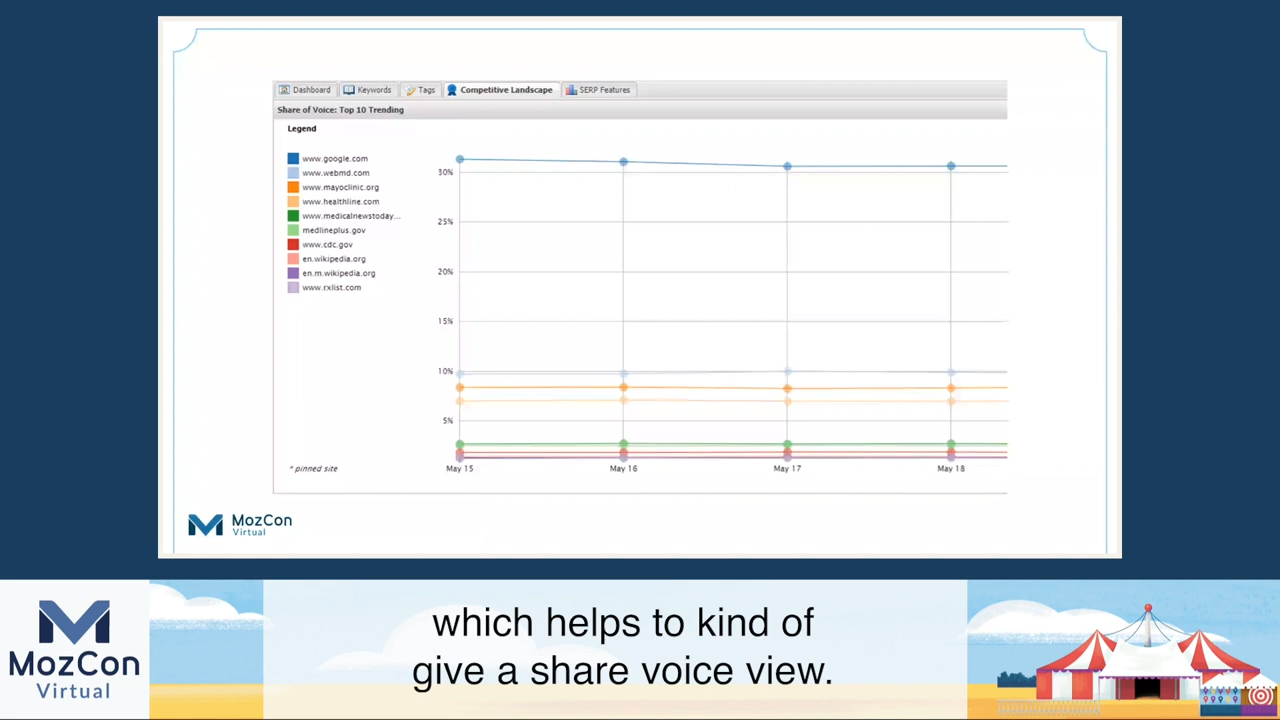 Dashboard Keywords Tags Competitive Landscape SERP Features
Share of Voice: Top 10 Trending
Legend
www.google.com
www.webmd.com
www.mayoclinic.org
www.healthline.com
www.medicalnewstoday...
medlineplus.gov
www.cdc.gov
en.wikipedia.org
en.m.wikipedia.org
www.rxlist.com
30%
25%
20%
15%
10%
5%
* pinned site
May 15 May 16 May 17 May 18
MozCon
Virtual
MozCon
Virtual
which helps to kind of
give a share voice view.